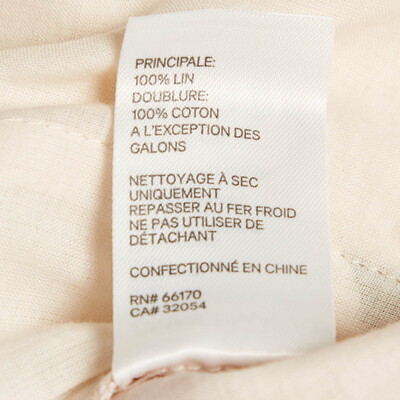 PRINCIPALE:
100% LIN
DOUBLURE:
100% COTON
A L'EXCEPTION DES
GALONS
NETTOYAGE À SEC
UNIQUEMENT
REPASSER AU FER FROID
NE PAS UTILISER DE
DÉTACHANT
CONFECTIONNÉ EN CHINE
RN# 66170
CA# 32054